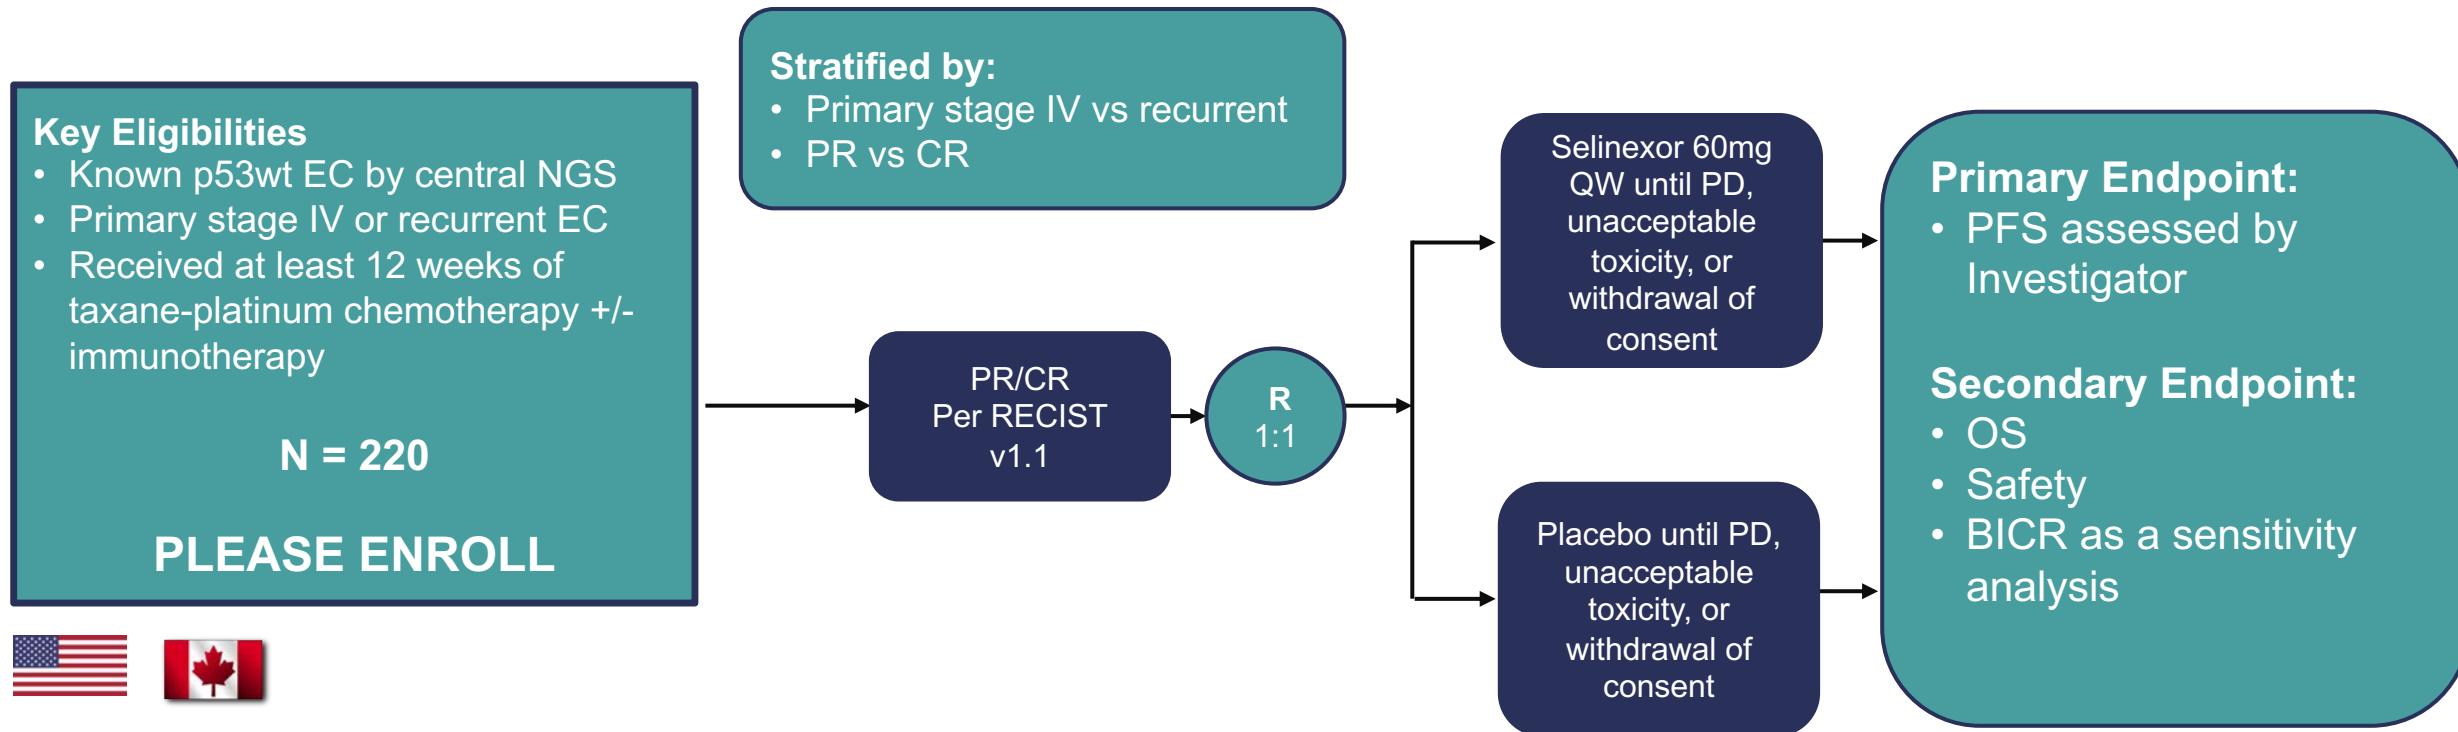 Key Eligibilities
• Known p53wt EC by central NGS
• Primary stage IV or recurrent EC
• Received at least 12 weeks of
taxane-platinum chemotherapy +/-
immunotherapy
N = 220
PLEASE ENROLL
Stratified by:
• Primary stage IV vs recurrent
• PR vs CR
PR/CR
Per RECIST
v1.1
R
1:1
Selinexor 60mg
QW until PD,
unacceptable
toxicity, or
withdrawal of
consent
Placebo until PD,
unacceptable
toxicity, or
withdrawal of
consent
Primary Endpoint:
• PFS assessed by
Investigator
Secondary Endpoint:
• OS
• Safety
• BICR as a sensitivity
analysis